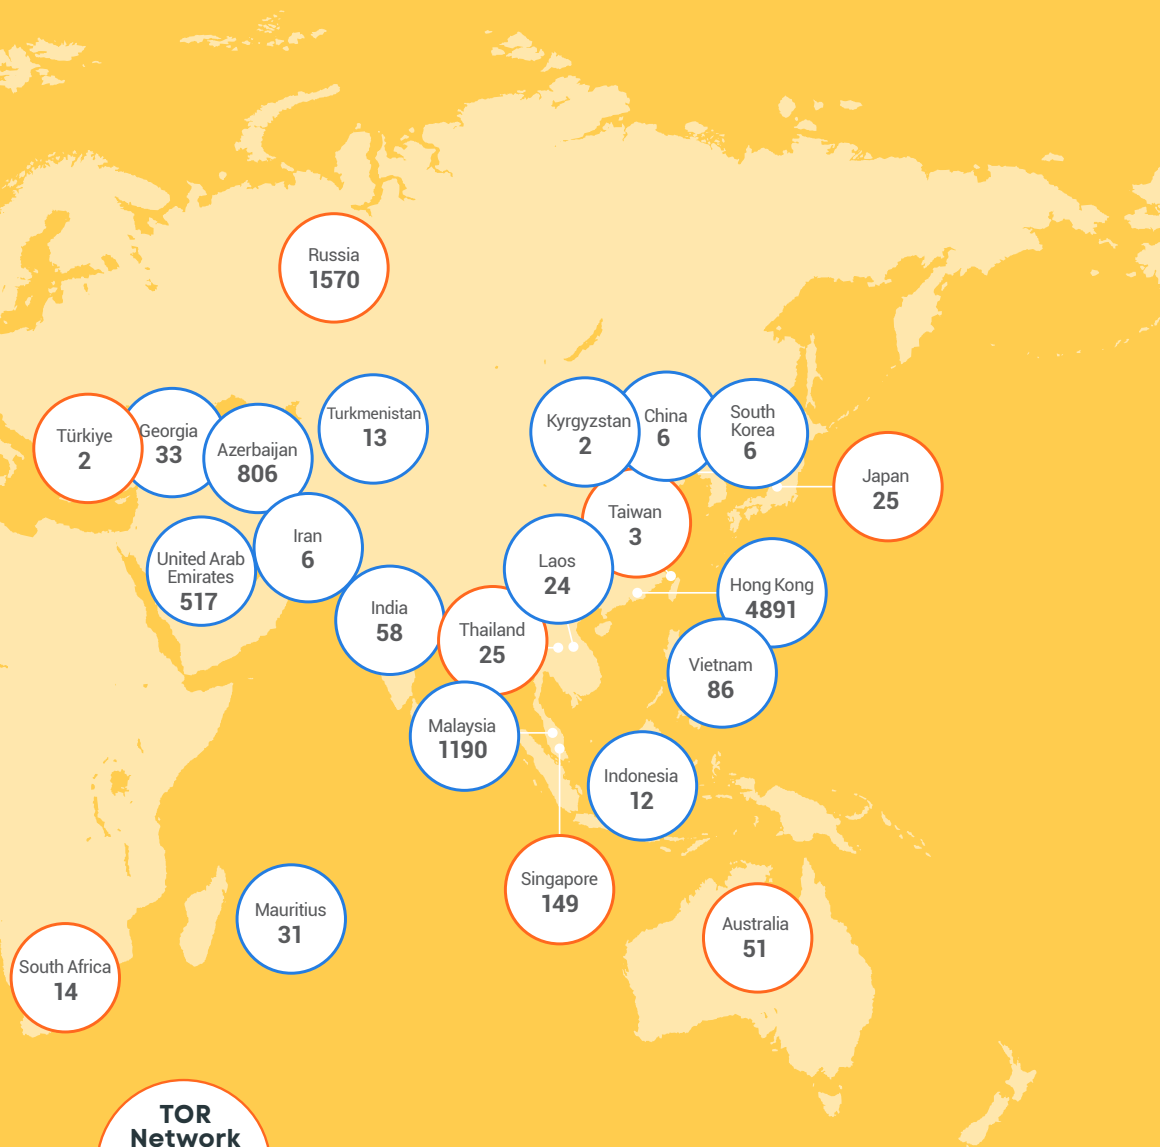 Russia
1570
Türkiye
2
Georgia
33
Azerbaijan
806
Turkmenistan
13
Kyrgyzstan
2
China
6
South
Korea
6
Japan
25
United Arab
Emirates
517
Iran
6
India
58
Thailand
25
Laos
24
Taiwan
3
Hong Kong
4891
Vietnam
86
Malaysia
1190
Indonesia
12
Singapore
149
Australia
51
Mauritius
31
South Africa
14
TOR
Network